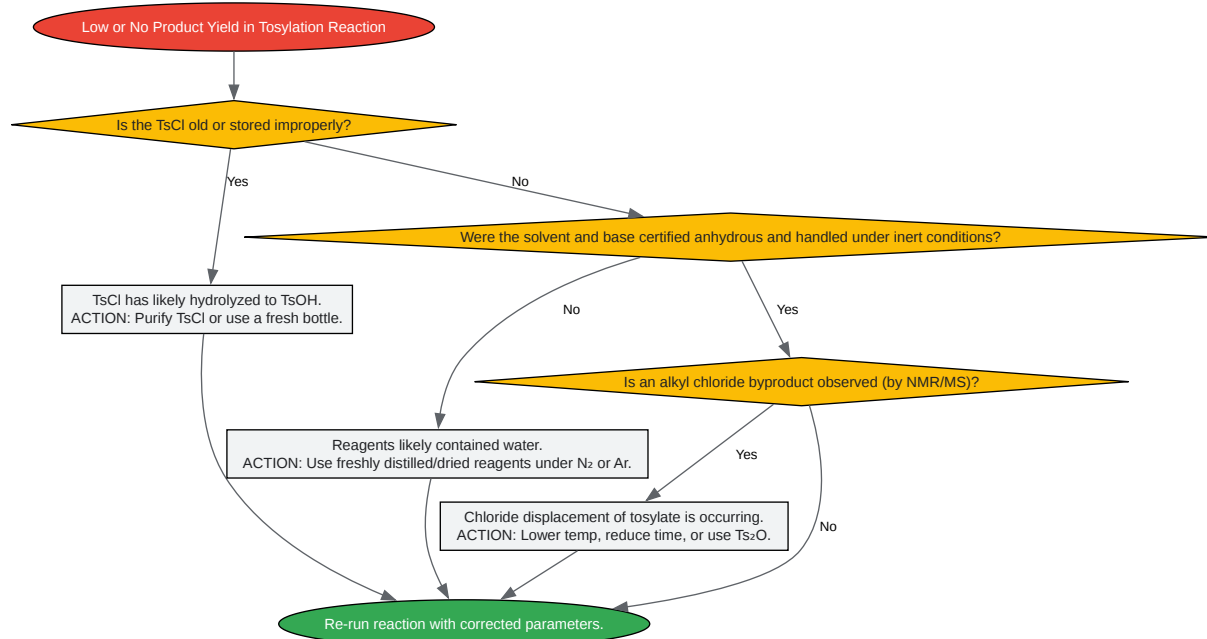 Low or No Product Yield in Tosylation Reaction
Is the TsCl old or stored improperly?
Yes
No
Were the solvent and base certified anhydrous and handled under inert conditions?
TsCl has likely hydrolyzed to TsOH.
ACTION: Purify TsCl or use a fresh bottle.
No
Yes
Is an alkyl chloride byproduct observed (by NMR/MS)?
Reagents likely contained water.
ACTION: Use freshly distilled/dried reagents under N₂ or Ar.
Yes
No
Chloride displacement of tosylate is occurring.
ACTION: Lower temp, reduce time, or use Ts₂O.
Re-run reaction with corrected parameters.